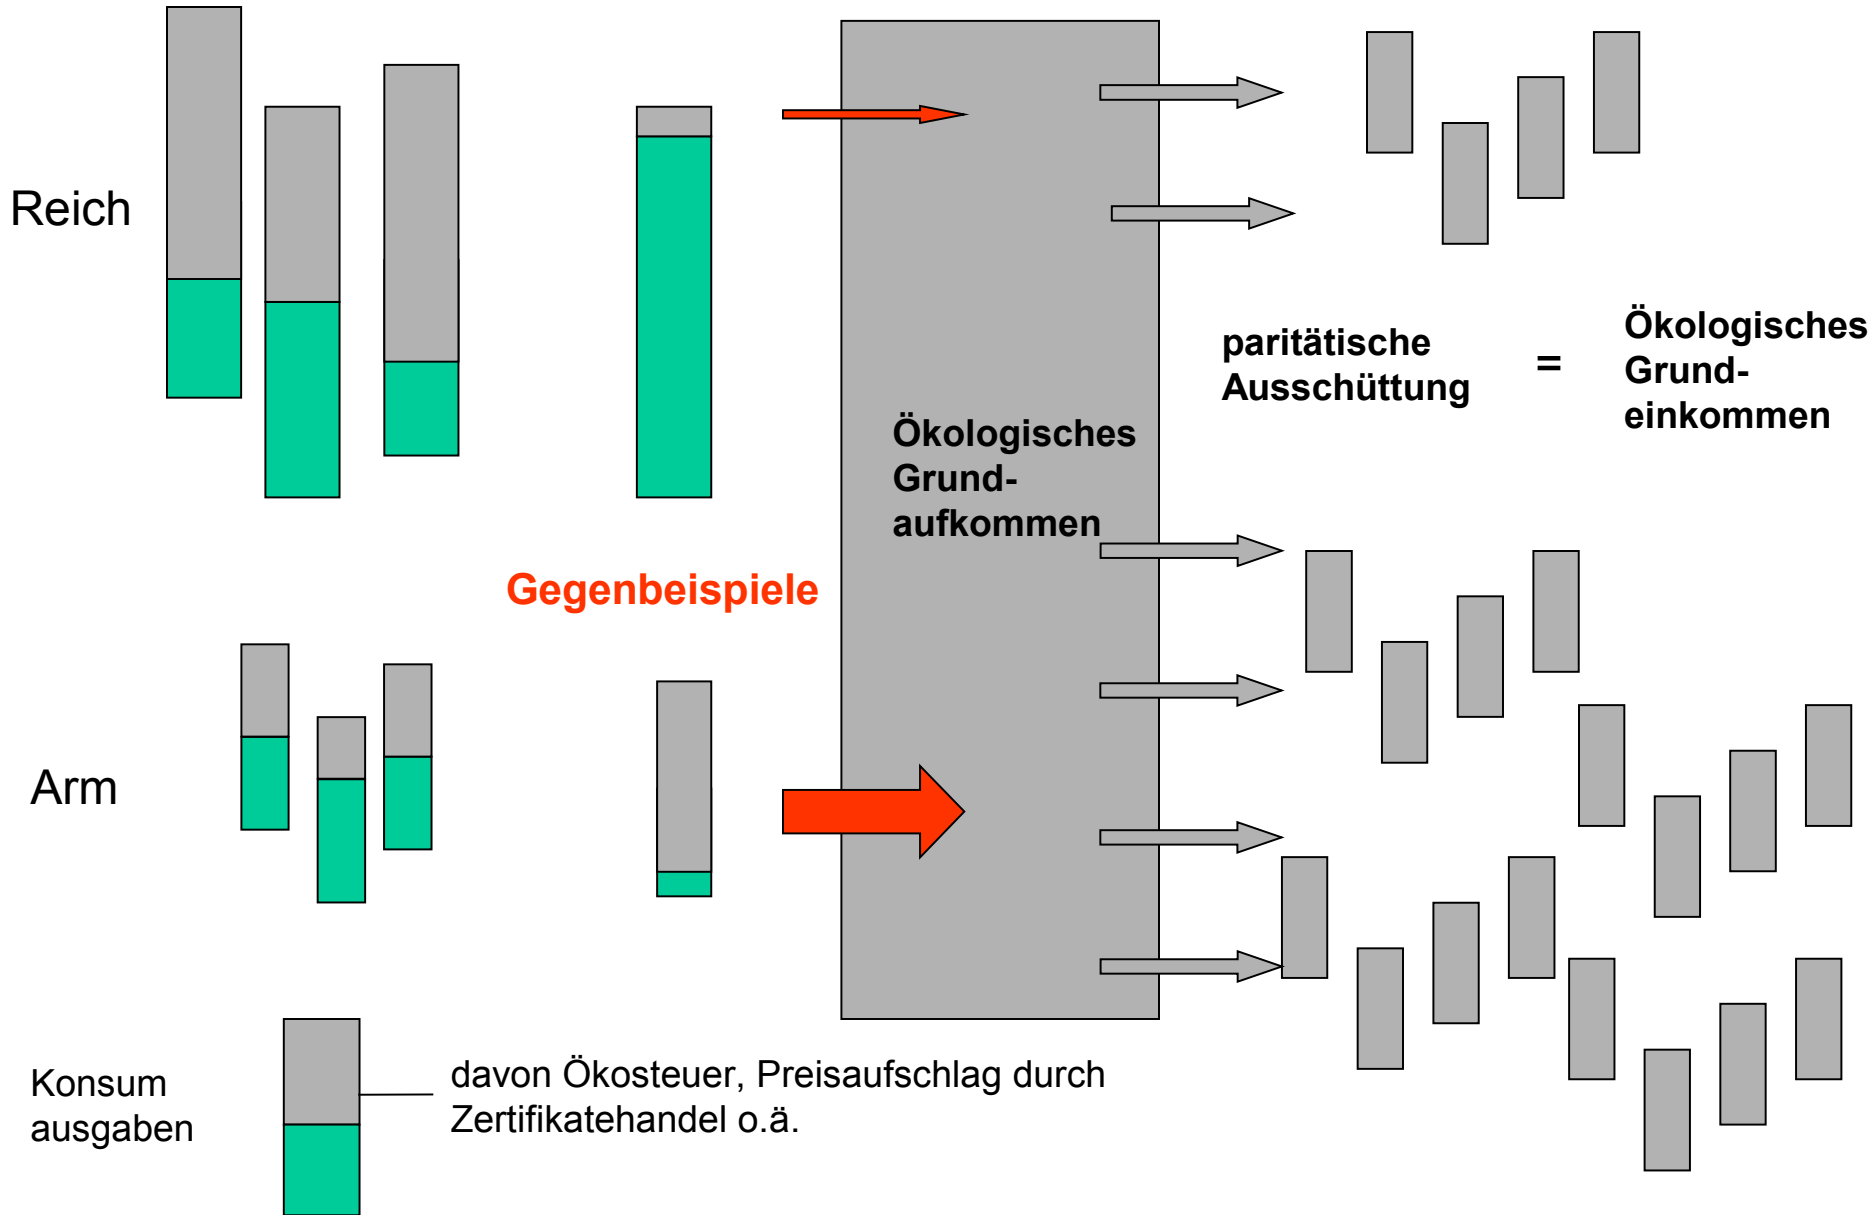 Reich
paritätische
Ausschüttung
=
Ökologisches
Grund-
einkommen
Ökologisches
Grund-
aufkommen
Gegenbeispiele
Arm
Konsum
ausgaben
davon Ökosteuer, Preisaufschlag durch
Zertifikatehandel o.ä.